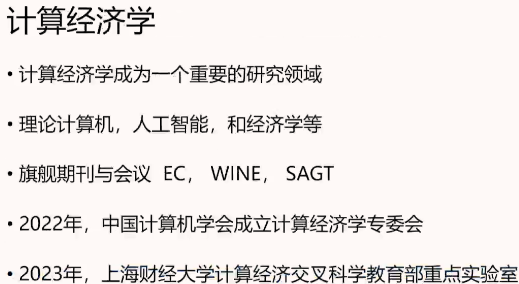 计算经济学
• 计算经济学成为一个重要的研究领域
• 理论计算机，人工智能，和经济学等
• 旗舰期刊与会议 EC， WINE， SAGT
• 2022年，中国计算机学会成立计算经济学专委会
• 2023年，上海财经大学计算经济交叉科学教育部重点实验室